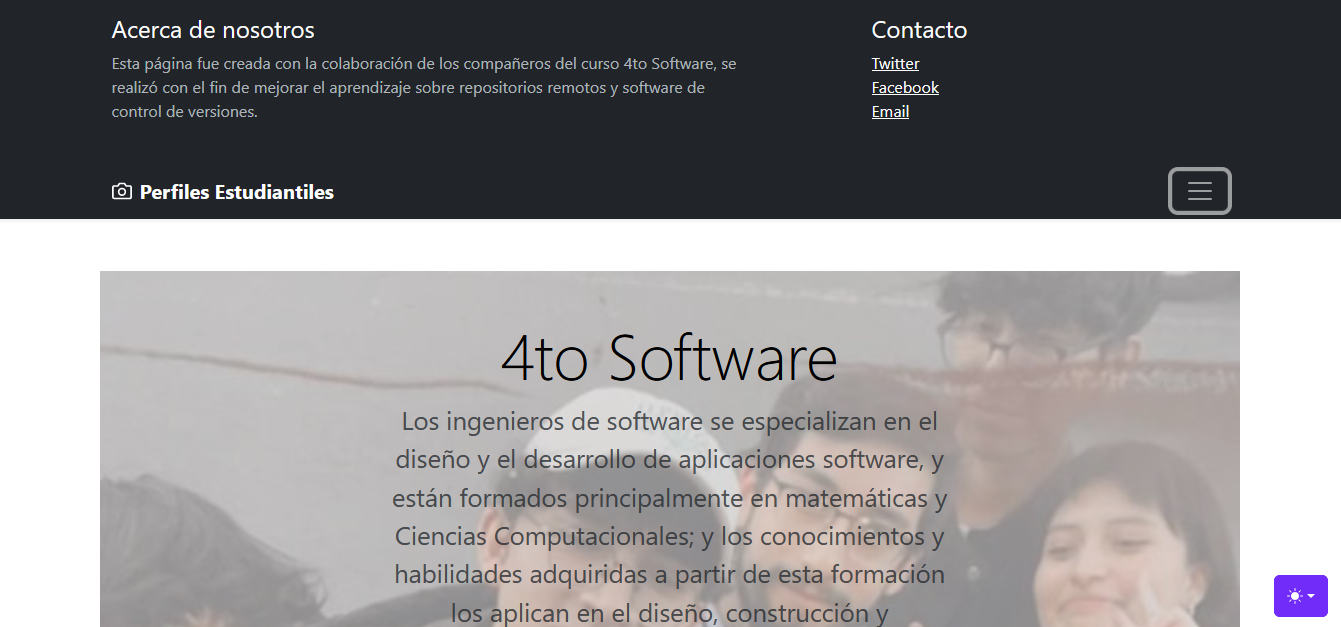 Acerca de nosotros
Esta página fue creada con la colaboración de los compañeros del curso 4to Software, se
realizó con el fin de mejorar el aprendizaje sobre repositorios remotos y software de
control de versiones.
Contacto
Twitter
Facebook
Email
Perfiles Estudiantiles
4to Software
Los ingenieros de software se especializan en el
diseño y el desarrollo de aplicaciones software, y
están formados principalmente en matemáticas y
Ciencias Computacionales; y los conocimientos y
habilidades adquiridas a partir de esta formación
los aplican en el diseño, construcción y